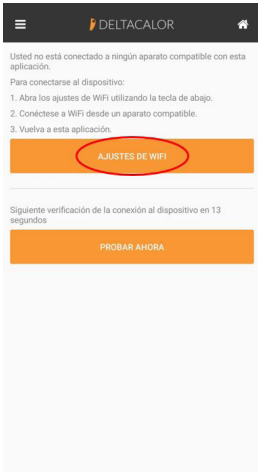 DELTACALOR
Usted no está conectado a ningún aparato compatible con esta
aplicación.
Para conectarse al dispositivo:
1. Abra los ajustes de WiFi utilizando la tecla de abajo.
2. Conéctese a WiFi desde un aparato compatible.
3. Vuelva a esta aplicación.
AJUSTES DE WIFI
Siguiente verificación de la conexión al dispositivo en 13
segundos
PROBAR AHORA